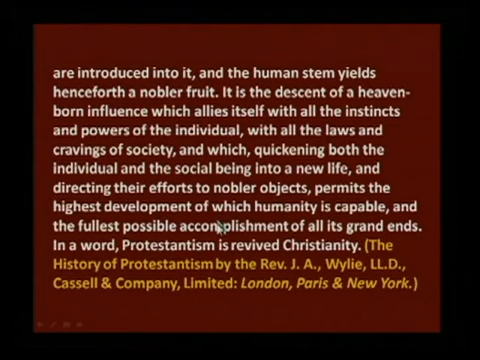 are introduced into it, and the human stem yields
henceforth a nobler fruit. It is the descent of a heaven-
born influence which allies itself with all the instincts
and powers of the individual, with all the laws and
cravings of society, and which, quickening both the
individual and the social being into a new life, and
directing their efforts to nobler objects, permits the
highest development of which humanity is capable, and
the fullest possible accomplishment of all its grand ends.
In a word, Protestantism is revived Christianity. (The
History of Protestantism by the Rev. J. A., Wylie, LL.D.,
Cassell & Company, Limited: London, Paris & New York.)